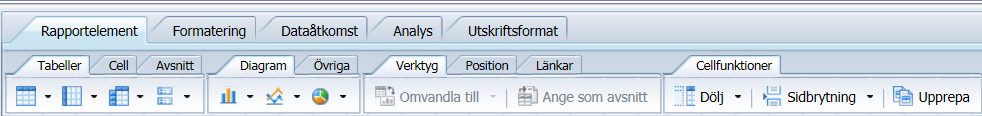 Rapportelement Formatering Dataåtkomst Analys Utskriftsformat
Tabeller Cell Avsnitt Diagram Övriga Verktyg Position Länkar Cellfunktioner
Omvandla till Ange som avsnitt Dölj Sidbrytning Upprepa